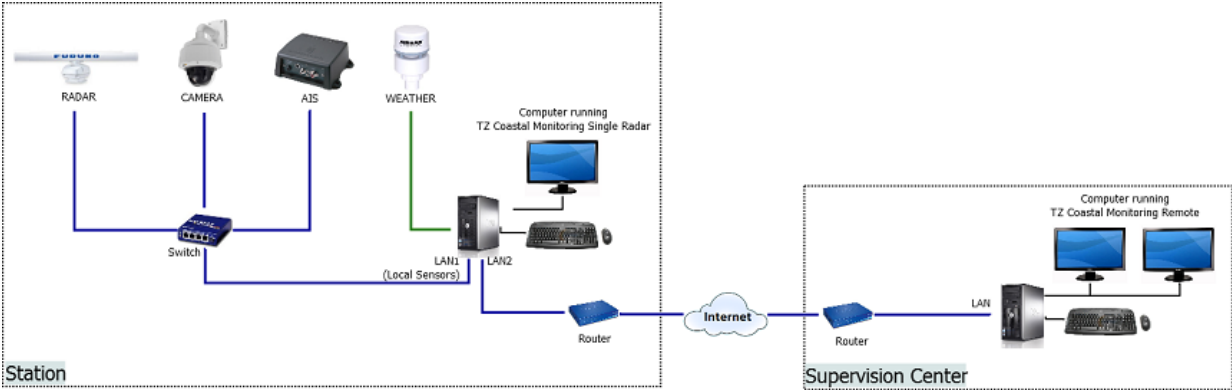 FURUNO
RADAR
CAMERA
AIS
WEATHER
Computer running
TZ Coastal Monitoring Single Radar
Switch
LAN1
(Local Sensors)
LAN2
Router
Station
Internet
Computer running
TZ Coastal Monitoring Remote
LAN
Router
Supervision Center